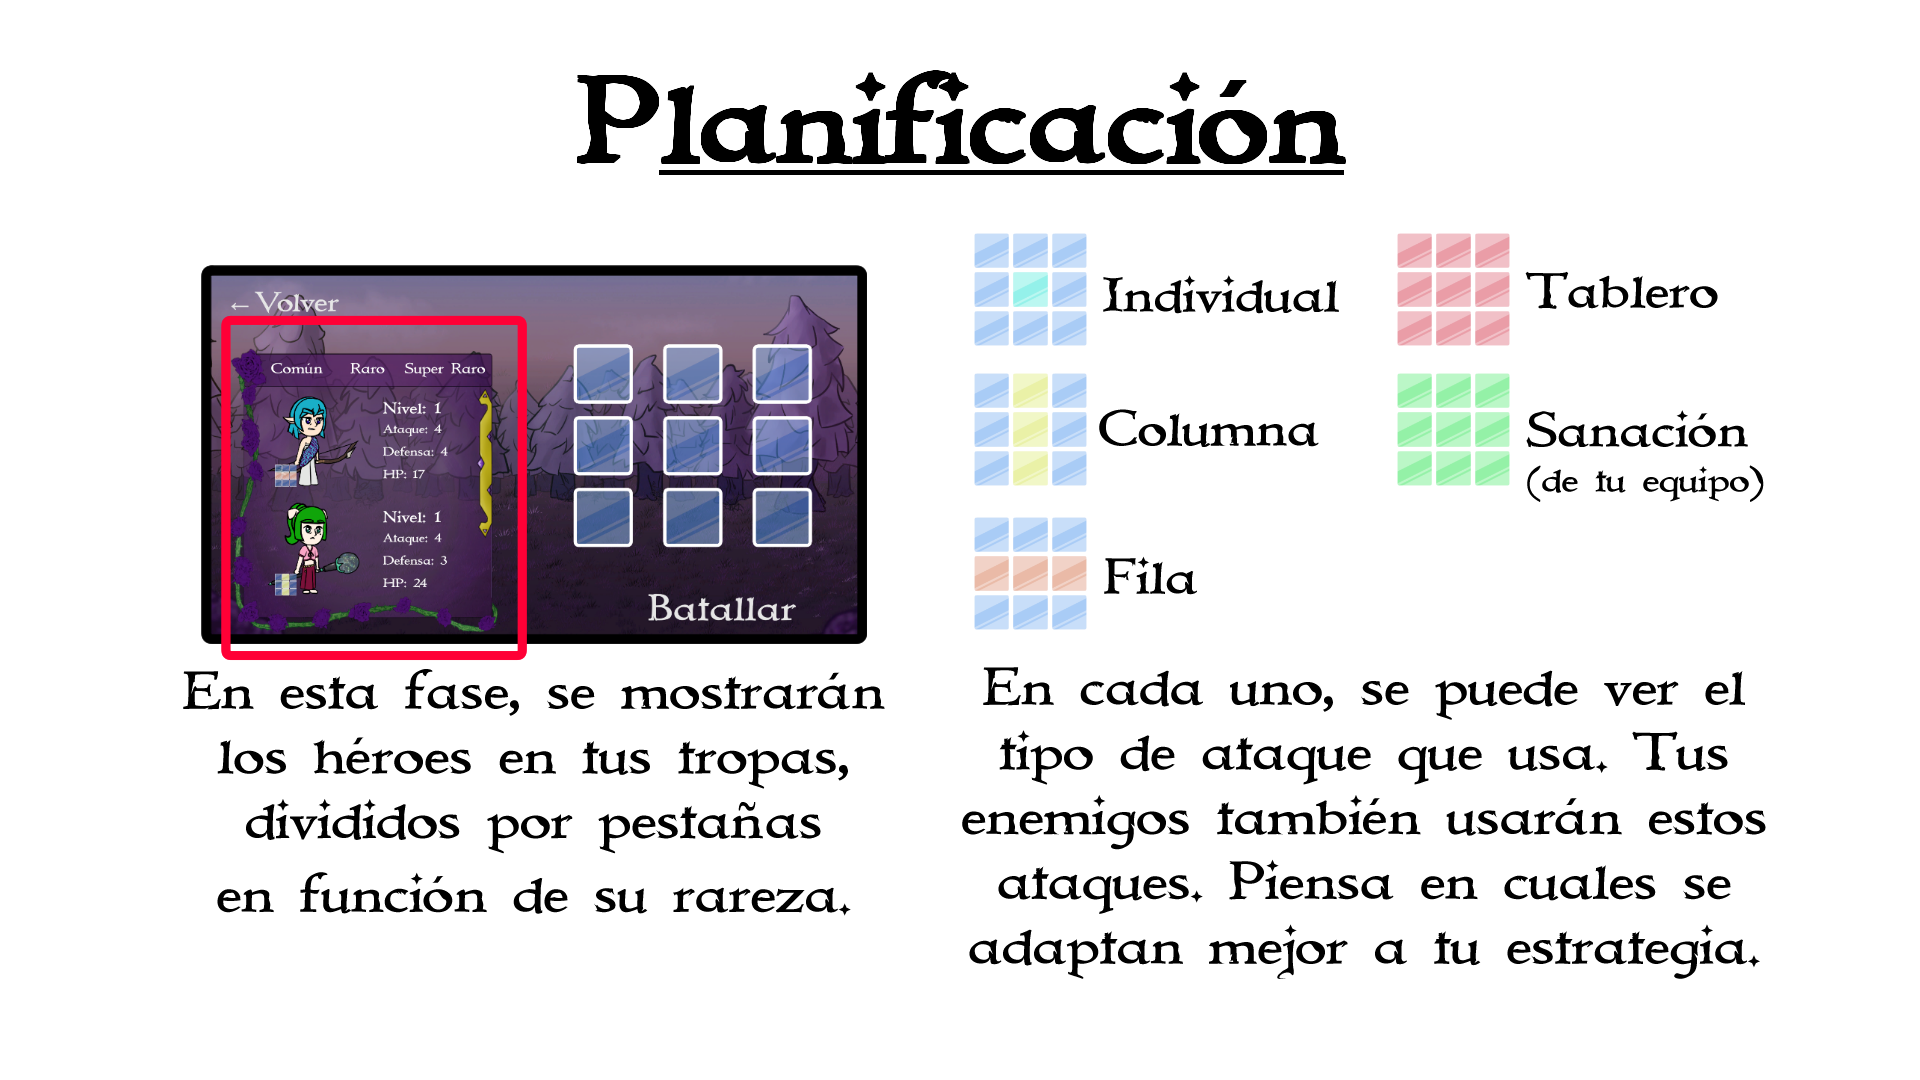 Planificación
← Volver
Común Raro Super Raro
Nivel: 1
Ataque: 4
Defensa: 4
HP: 17
Nivel: 1
Ataque: 4
Defensa: 3
HP: 24
Batallar
En esta fase, se mostrarán
los héroes en tus tropas,
divididos por pestañas
en función de su rareza.
Individual
Columna
Fila
Tablero
Sanación
(de tu equipo)
En cada uno, se puede ver el
tipo de ataque que usa. Tus
enemigos también usarán estos
ataques. Piensa en cuales se
adaptan mejor a tu estrategia.